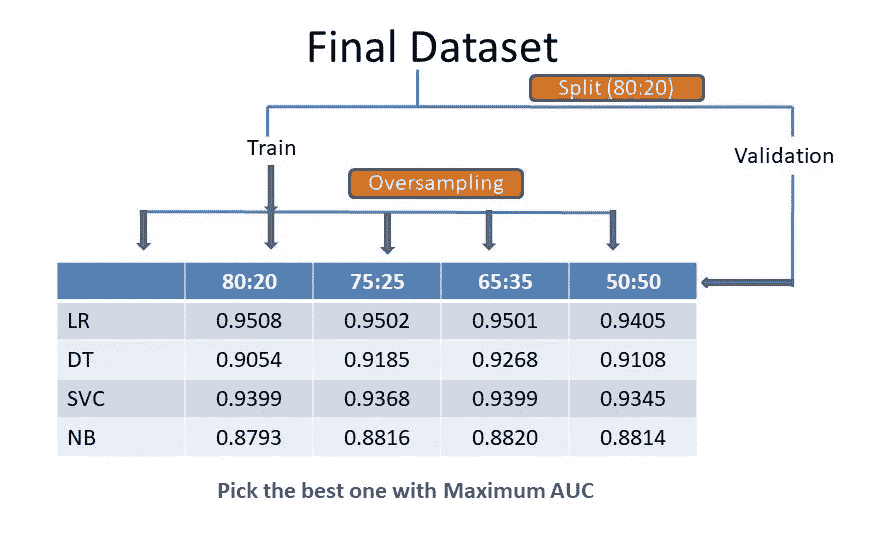 Final Dataset
Split (80:20)
Train
Validation
Oversampling
80:20 75:25 65:35 50:50
LR 0.9508 0.9502 0.9501 0.9405
DT 0.9054 0.9185 0.9268 0.9108
SVC 0.9399 0.9368 0.9399 0.9345
NB 0.8793 0.8816 0.8820 0.8814
Pick the best one with Maximum AUC